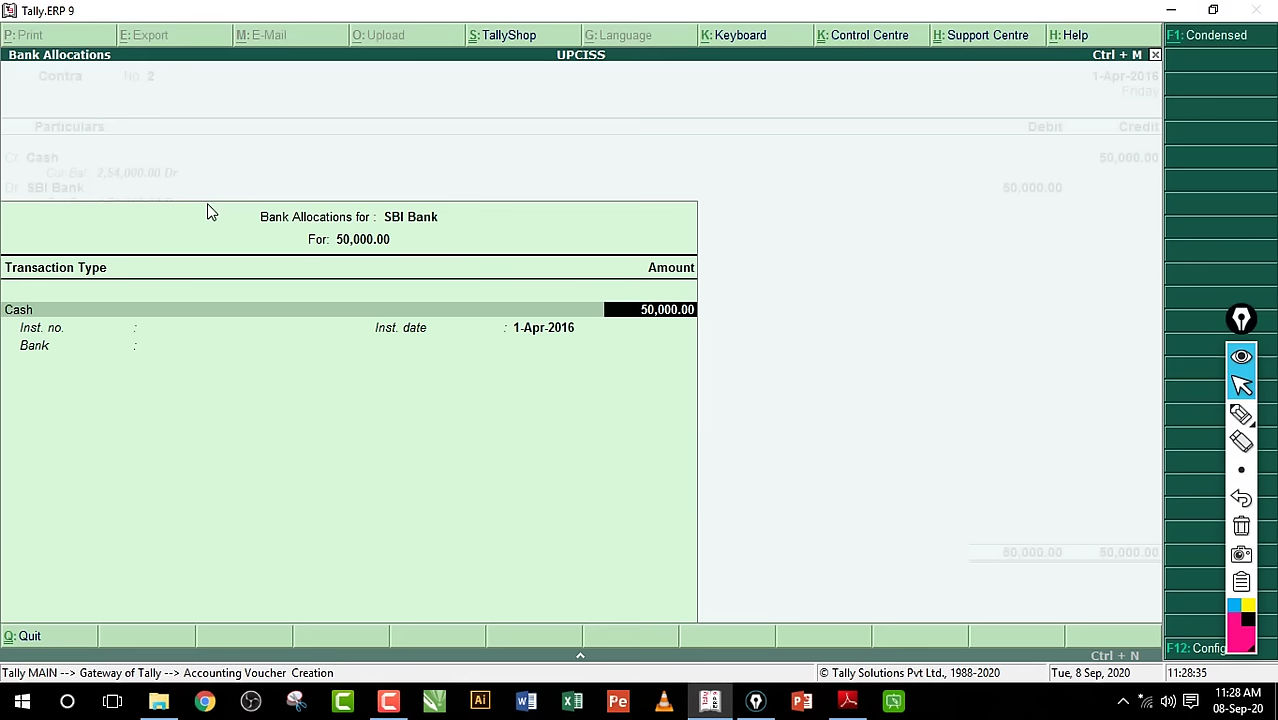 Tally.ERP 9
P: Print E: Export M: E-Mail O: Upload S: TallyShop G: Language K: Keyboard K: Control Centre H: Support Centre H: Help F1: Condensed
Bank Allocations UPCISS Ctrl + M
Contra No. 2 1-Apr-2016
Friday
Particulars Debit Credit
Cr Cash 50,000.00
Cur Bal: 2,54,000.00 Dr
Dr SBI Bank 50,000.00
Bank Allocations for : SBI Bank
For: 50,000.00
Transaction Type Amount
Cash 50,000.00
Inst. no. : Inst. date : 1-Apr-2016
Bank :
50,000.00 50,000.00
Q: Quit
F12: Config
Ctrl + N
Tally MAIN --> Gateway of Tally --> Accounting Voucher Creation © Tally Solutions Pvt Ltd., 1988-2020 Tue, 8 Sep, 2020 11:28:35
11:28 AM
08-Sep-20